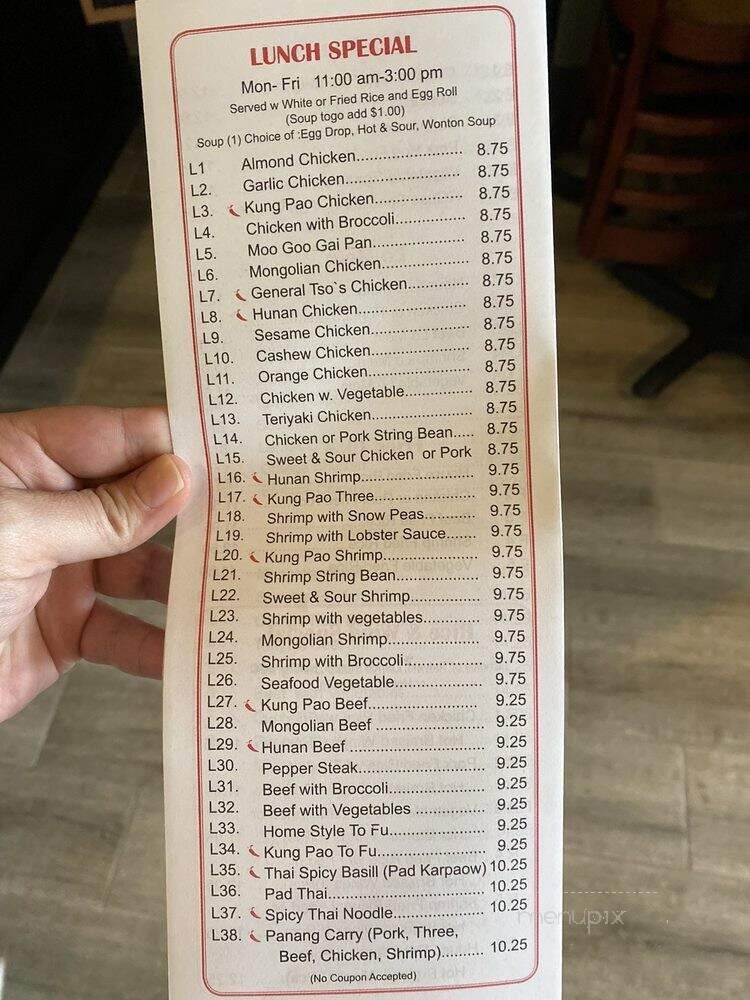 LUNCH SPECIAL
Mon- Fri 11:00 am-3:00 pm
Served w White or Fried Rice and Egg Roll
(Soup togo add $1.00)
Soup (1) Choice of :Egg Drop, Hot & Sour, Wonton Soup
L1 Almond Chicken........................ 8.75
L2. Garlic Chicken.......................... 8.75
L3. Kung Pao Chicken.................... 8.75
L4. Chicken with Broccoli................ 8.75
L5. Moo Goo Gai Pan..................... 8.75
L6. Mongolian Chicken................... 8.75
L7. General Tso`s Chicken.............. 8.75
L8. Hunan Chicken......................... 8.75
L9. Sesame Chicken...................... 8.75
L10. Cashew Chicken...................... 8.75
L11. Orange Chicken....................... 8.75
L12. Chicken w. Vegetable............... 8.75
L13. Teriyaki Chicken....................... 8.75
L14. Chicken or Pork String Bean..... 8.75
L15. Sweet & Sour Chicken or Pork 8.75
L16. Hunan Shrimp.......................... 9.75
L17. Kung Pao Three....................... 9.75
L18. Shrimp with Snow Peas............ 9.75
L19. Shrimp with Lobster Sauce....... 9.75
L20. Kung Pao Shrimp..................... 9.75
L21. Shrimp String Bean................... 9.75
L22. Sweet & Sour Shrimp................ 9.75
L23. Shrimp with vegetables............. 9.75
L24. Mongolian Shrimp..................... 9.75
L25. Shrimp with Broccoli.................. 9.75
L26. Seafood Vegetable.................... 9.75
L27. Kung Pao Beef......................... 9.25
L28. Mongolian Beef ........................ 9.25
L29. Hunan Beef .............................. 9.25
L30. Pepper Steak............................ 9.25
L31. Beef with Broccoli...................... 9.25
L32. Beef with Vegetables ................ 9.25
L33. Home Style To Fu...................... 9.25
L34. Kung Pao To Fu........................ 9.25
L35. Thai Spicy Basill (Pad Karpaow) 10.25
L36. Pad Thai................................... 10.25
L37. Spicy Thai Noodle..................... 10.25
L38. Panang Carry (Pork, Three,
Beef, Chicken, Shrimp).......... 10.25
(No Coupon Accepted)
menupix